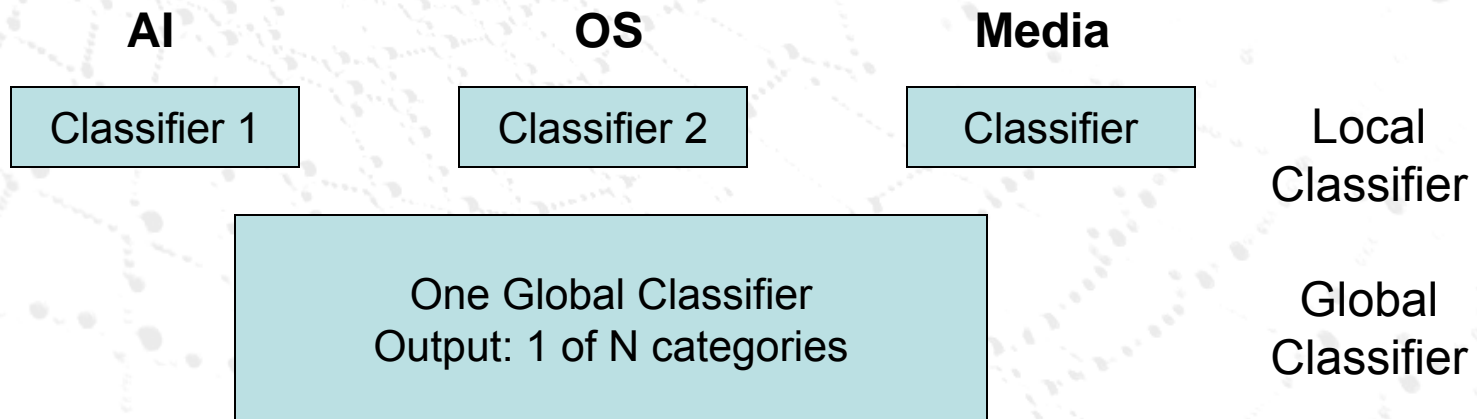 AI
OS
Media
Classifier 1
Classifier 2
Classifier
Local
Classifier
One Global Classifier
Output: 1 of N categories
Global
Classifier